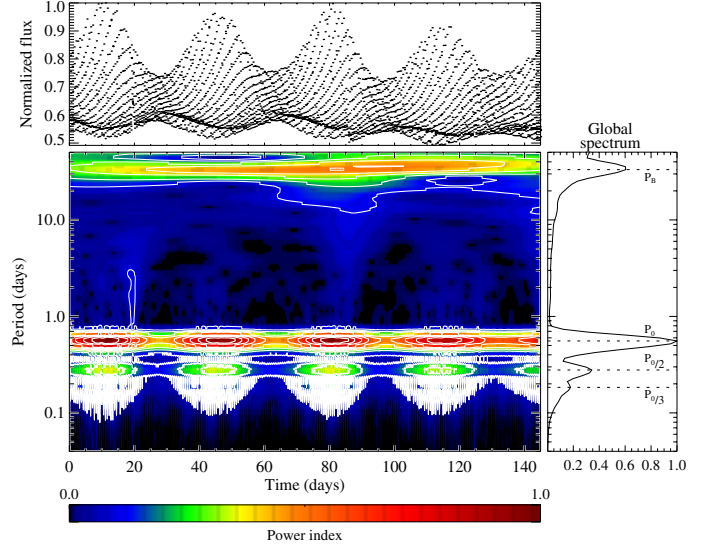 1.0
0.9
0.8
0.7
0.6
0.5
Normalized flux
Global
spectrum
10.0
1.0
0.1
Period (days)
P_B
P_0
P_0/2
P_0/3
0 20 40 60 80 100 120 140
Time (days)
0.2 0.4 0.6 0.8 1.0
0.0 1.0
Power index